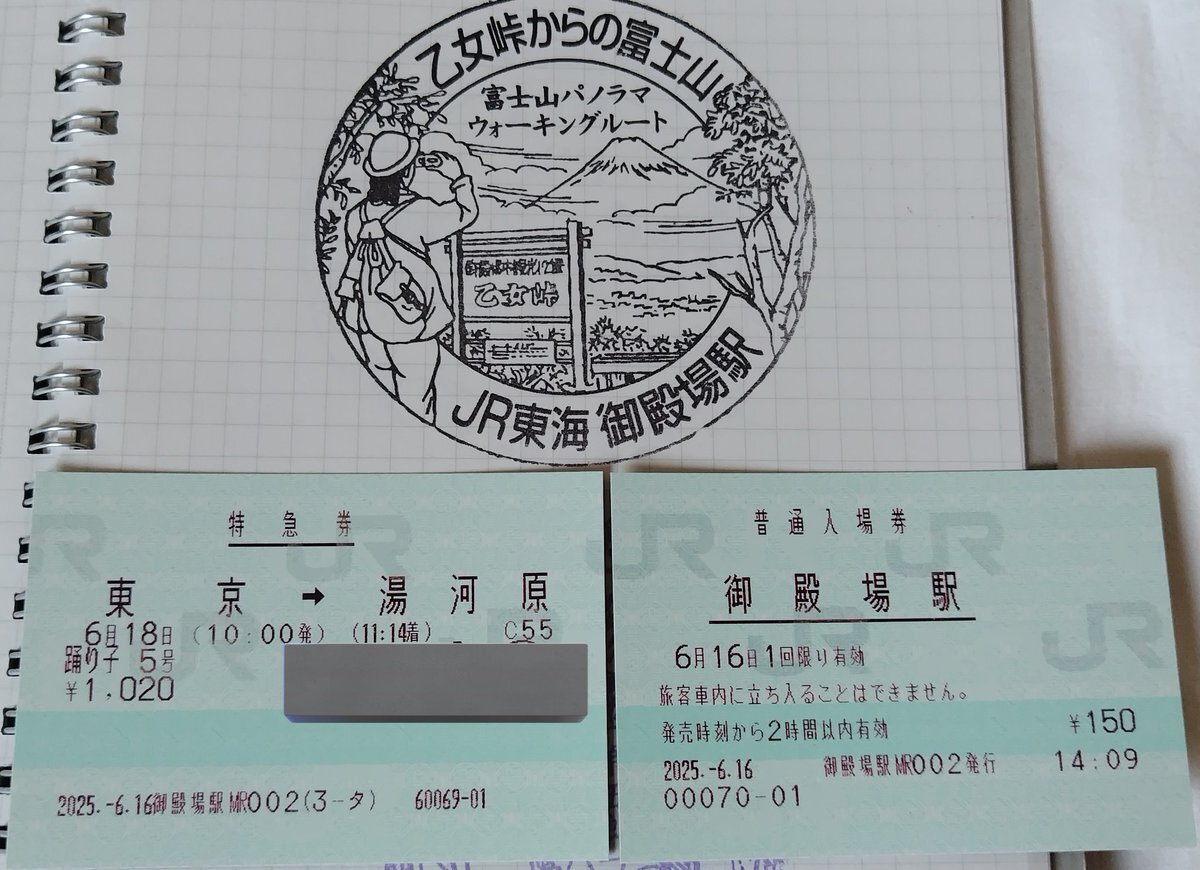 乙女峠からの富士山
富士山パノラマ
ウォーキングルート
乙女峠
JR東海 御殿場駅
特急券
東京→湯河原
6月18日 (10:00発) (11:14着) C55
踊り子 5号
¥1,020
2025.-6.16御殿場駅MR002(3-タ) 60069-01
普通入場券
御殿場駅
6月16日1回限り有効
旅客車内に立ち入ることはできません。
発売時刻から2時間以内有効 ¥150
2025.-6.16 御殿場駅MR002発行 14:09
00070-01